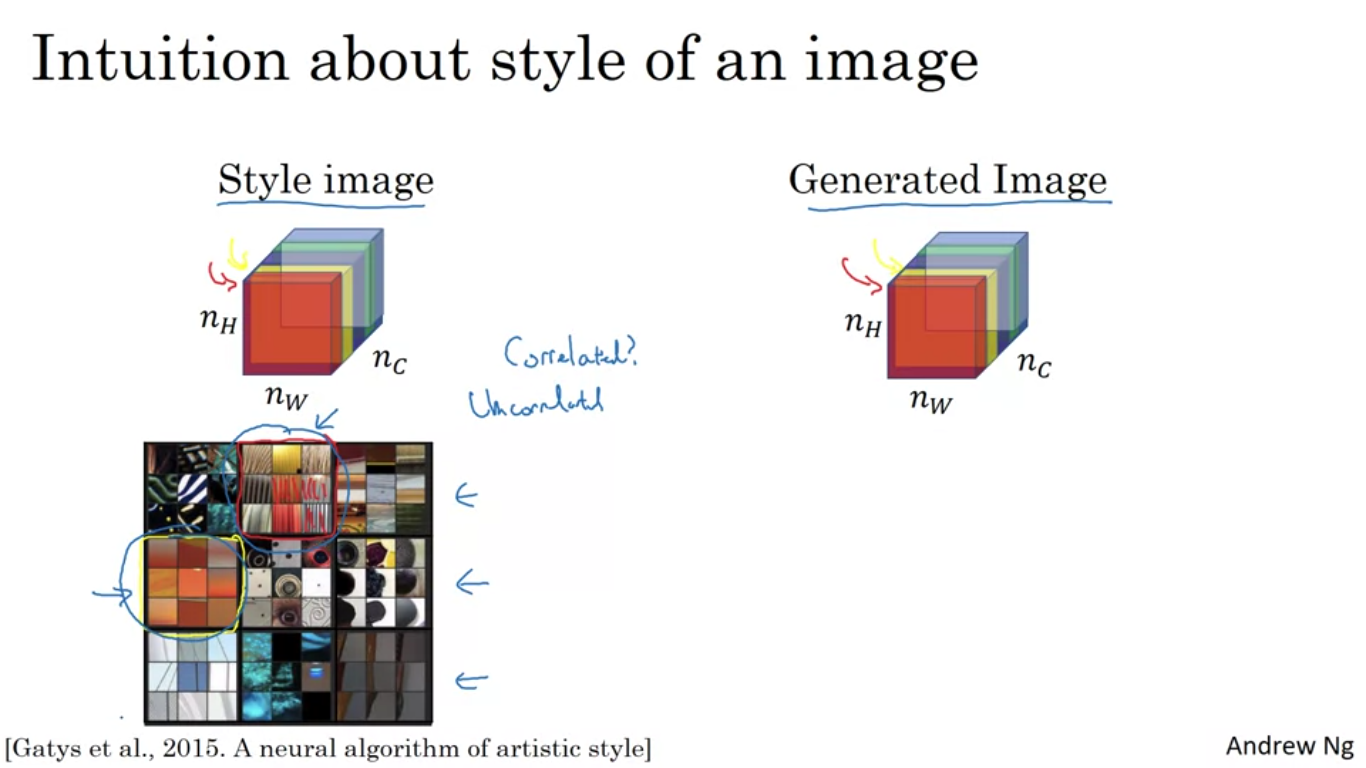 Intuition about style of an image
Style image
Generated Image
n_H
n_C
n_W
n_H
n_C
n_W
Correlated?
Uncorrelated
[Gatys et al., 2015. A neural algorithm of artistic style]
Andrew Ng